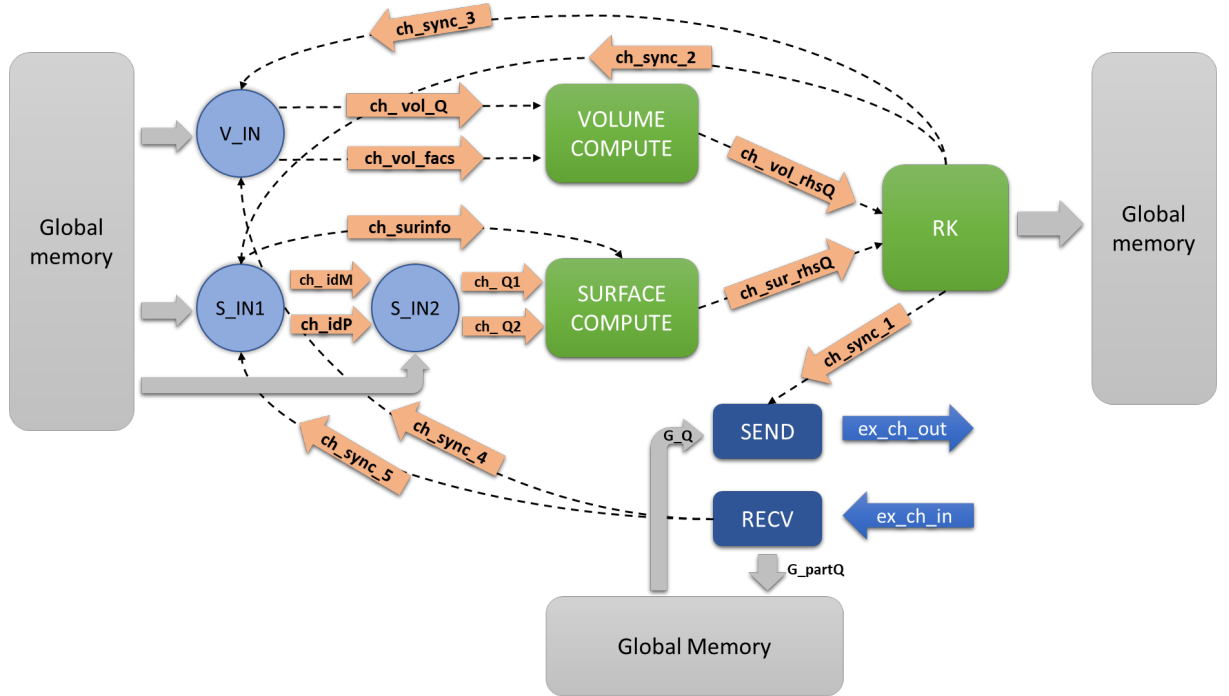 ch_sync_3
ch_sync_2
Global
memory
V_IN
ch_ vol_Q
ch_vol_facs
VOLUME
COMPUTE
ch_ vol_rhsQ
RK
Global
memory
ch_surinfo
S_IN1
ch_ idM
ch_idP
S_IN2
ch_ Q1
ch_ Q2
SURFACE
COMPUTE
ch_sur_rhsQ
ch_sync_1
G_Q
SEND
ex_ch_out
ch_sync_4
ch_sync_5
RECV
ex_ch_in
G_partQ
Global Memory